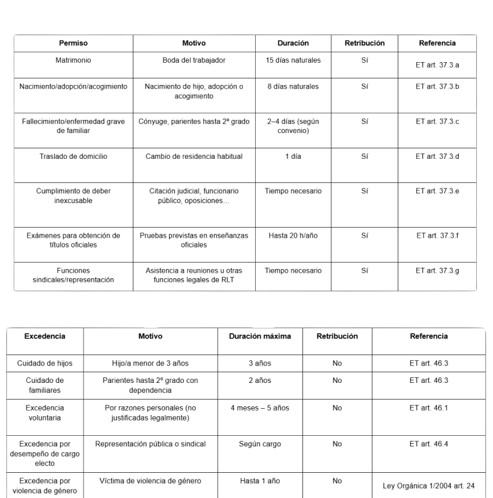 Permiso Motivo Duración Retribución Referencia
Matrimonio Boda del trabajador 15 días naturales Sí ET art. 37.3.a
Nacimiento/adopción/acogimiento Nacimiento de hijo, adopción o 8 días naturales Sí ET art. 37.3.b
acogimiento
Fallecimiento/enfermedad grave Cónyuge, parientes hasta 2º grado 2–4 días (según Sí ET art. 37.3.c
de familiar convenio)
Traslado de domicilio Cambio de residencia habitual 1 día Sí ET art. 37.3.d
Cumplimiento de deber Citación judicial, funcionario Tiempo necesario Sí ET art. 37.3.e
inexcusable público, oposiciones...
Exámenes para obtención de Pruebas previstas en enseñanzas Hasta 20 h/año Sí ET art. 37.3.f
títulos oficiales oficiales
Funciones Asistencia a reuniones u otras Tiempo necesario Sí ET art. 37.3.g
sindicales/representación funciones legales de RLT
Excedencia Motivo Duración máxima Retribución Referencia
Cuidado de hijos Hijo/a menor de 3 años 3 años No ET art. 46.3
Cuidado de Parientes hasta 2º grado con 2 años No ET art. 46.3
familiares dependencia
Excedencia Por razones personales (no 4 meses – 5 años No ET art. 46.1
voluntaria justificadas legalmente)
Excedencia por Representación pública o sindical Según cargo No ET art. 46.4
desempeño de cargo
electo
Excedencia por Víctima de violencia de género Hasta 1 año No Ley Orgánica 1/2004 art. 24
violencia de género